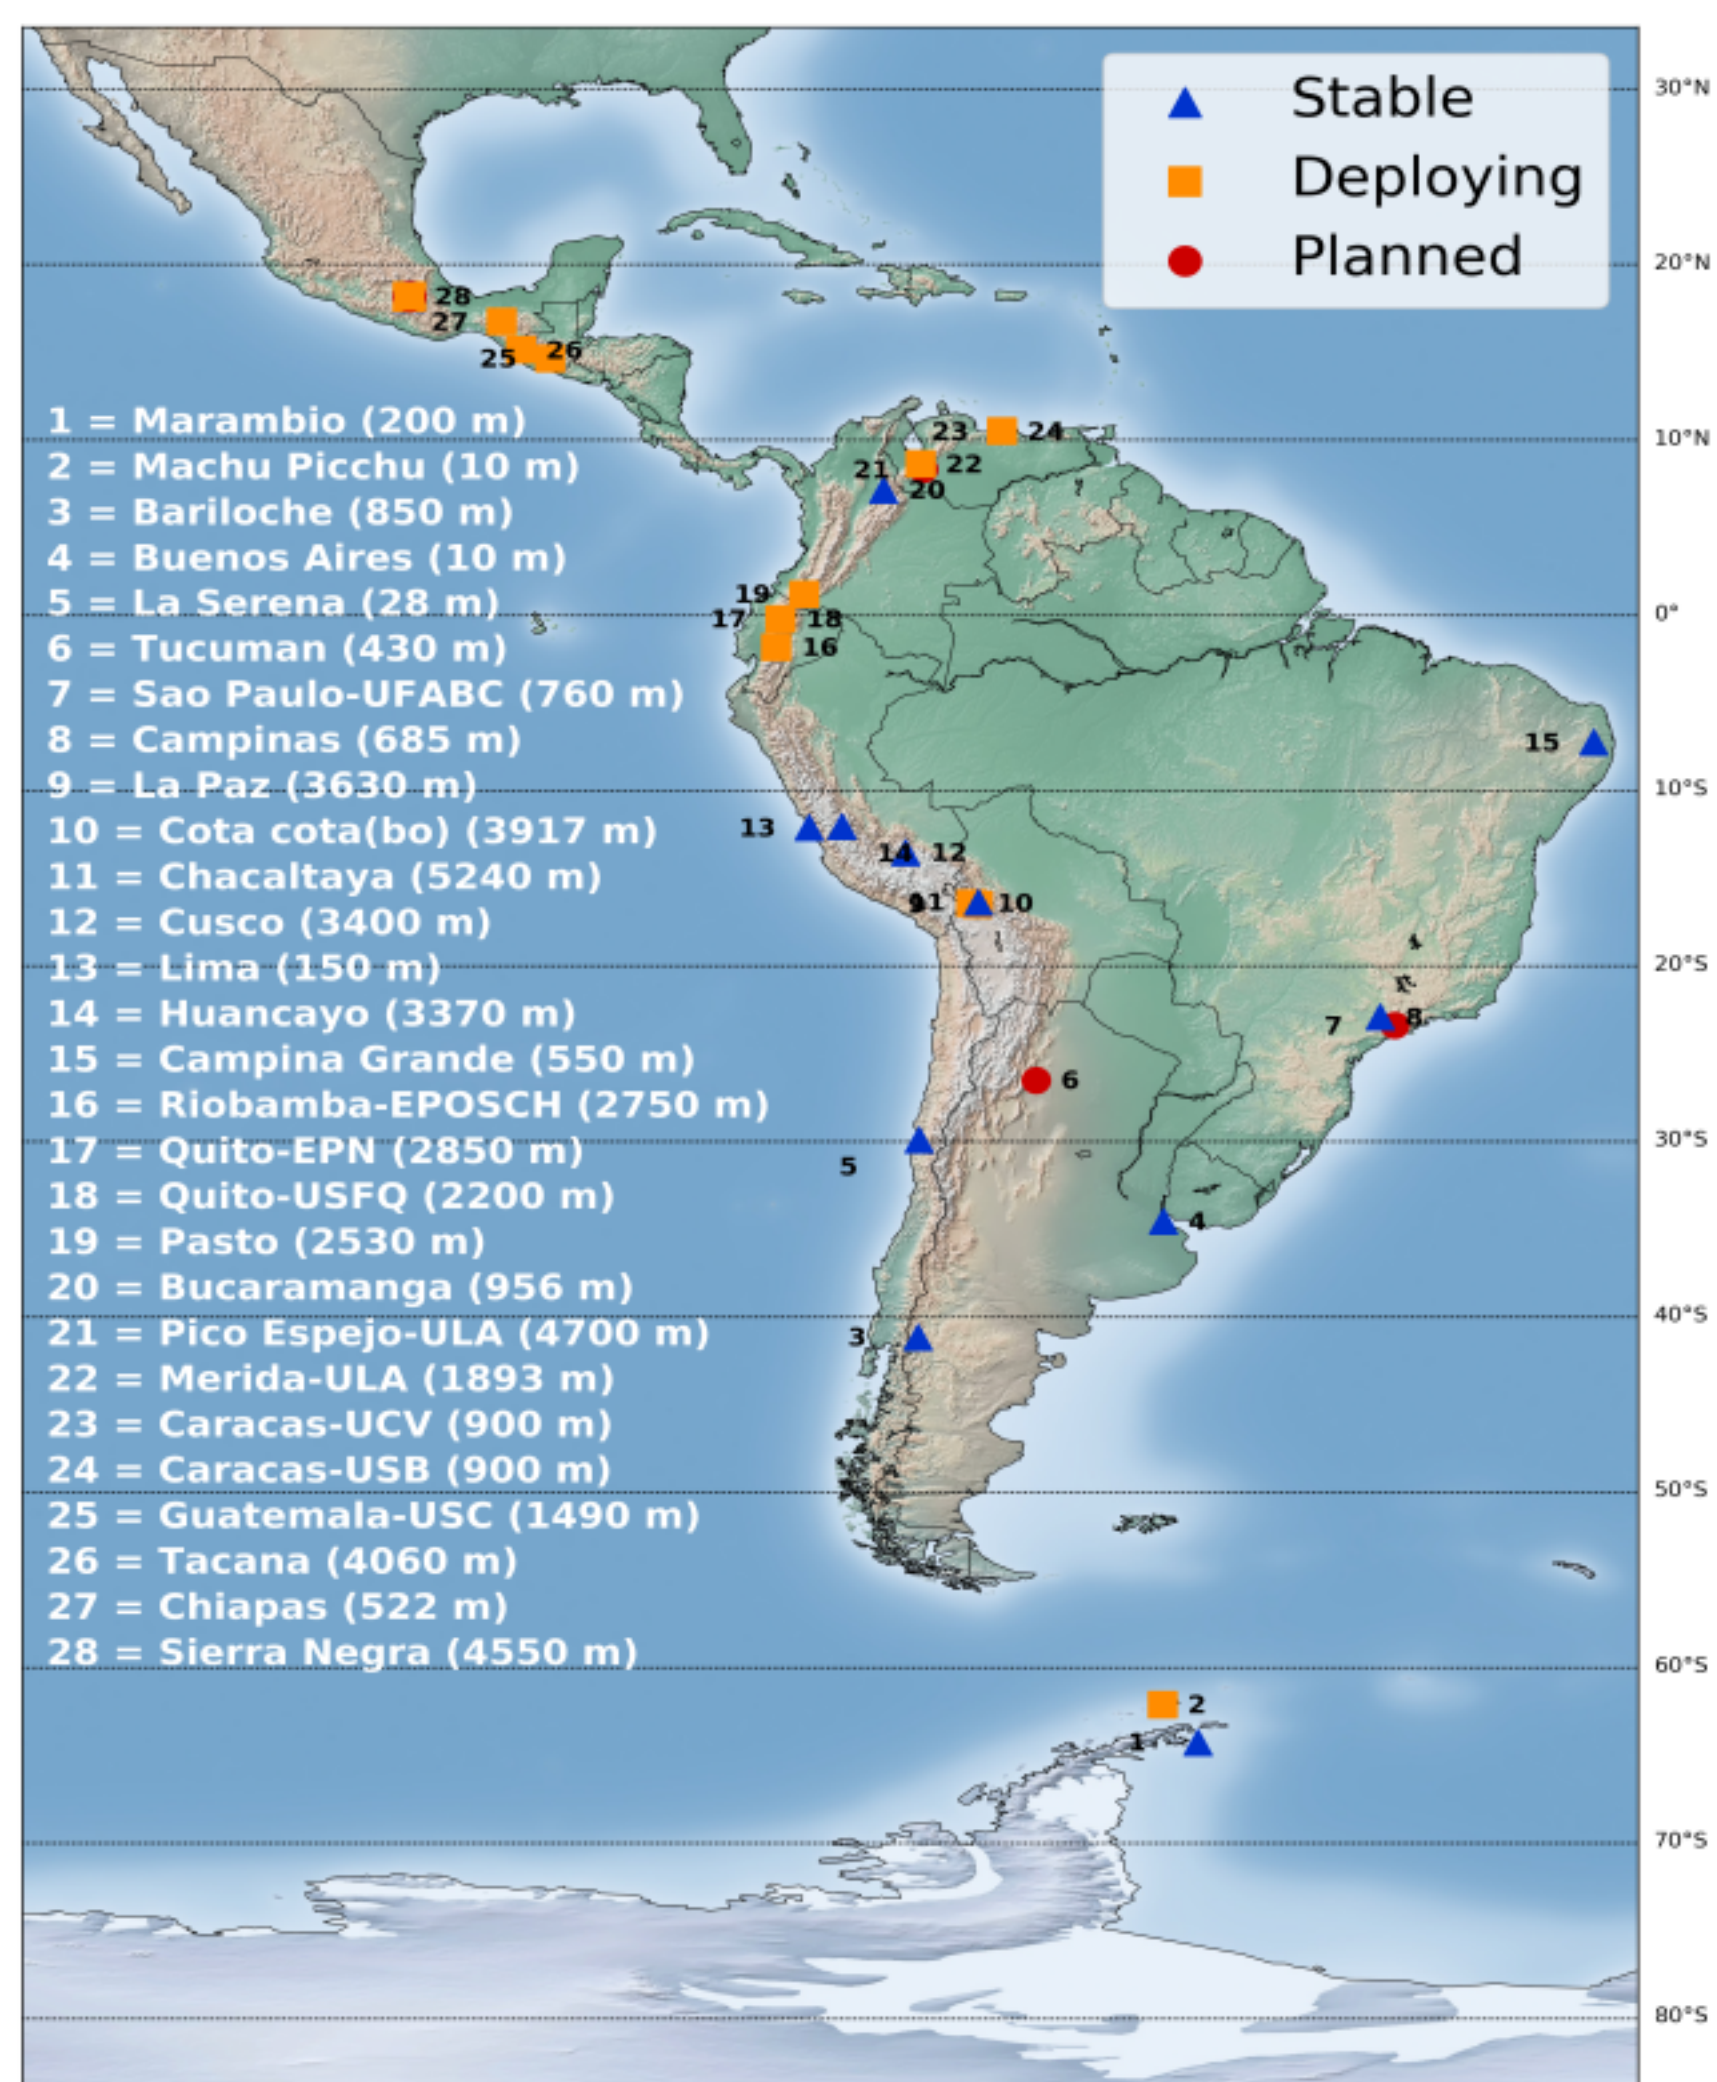 Stable
Deploying
Planned
30°N
20°N
10°N
0°
10°S
20°S
30°S
40°S
50°S
60°S
70°S
80°S
1 = Marambio (200 m)
2 = Machu Picchu (10 m)
3 = Bariloche (850 m)
4 = Buenos Aires (10 m)
5 = La Serena (28 m)
6 = Tucuman (430 m)
7 = Sao Paulo-UFABC (760 m)
8 = Campinas (685 m)
9 = La Paz (3630 m)
10 = Cota cota(bo) (3917 m)
11 = Chacaltaya (5240 m)
12 = Cusco (3400 m)
13 = Lima (150 m)
14 = Huancayo (3370 m)
15 = Campina Grande (550 m)
16 = Riobamba-EPOSCH (2750 m)
17 = Quito-EPN (2850 m)
18 = Quito-USFQ (2200 m)
19 = Pasto (2530 m)
20 = Bucaramanga (956 m)
21 = Pico Espejo-ULA (4700 m)
22 = Merida-ULA (1893 m)
23 = Caracas-UCV (900 m)
24 = Caracas-USB (900 m)
25 = Guatemala-USC (1490 m)
26 = Tacana (4060 m)
27 = Chiapas (522 m)
28 = Sierra Negra (4550 m)
28
27
26
25
23
24
21
22
20
19
17
18
16
15
13
14
12
11
10
7
8
6
5
4
3
2
1